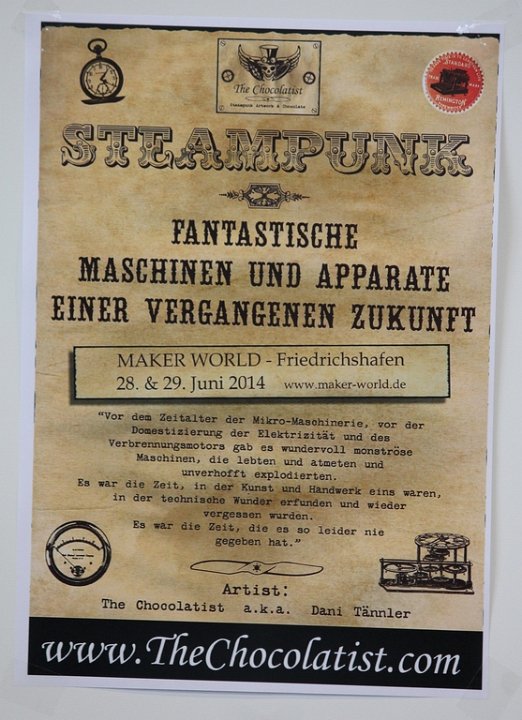 The Chocolatist
Steampunk Artwork & Chocolate
STANDARD
TRADE MARK
REMINGTON
STEAMPUNK
FANTASTISCHE
MASCHINEN UND APPARATE
EINER VERGANGENEN ZUKUNFT
MAKER WORLD - Friedrichshafen
28. & 29. Juni 2014 www.maker-world.de
"Vor dem Zeitalter der Mikro-Maschinerie, vor der
Domestizierung der Elektrizität und des
Verbrennungsmotors gab es wundervoll monströse
Maschinen, die lebten und atmeten und
unverhofft explodierten.
Es war die Zeit, in der Kunst und Handwerk eins waren,
in der technische Wunder erfunden und wieder
vergessen wurden.
Es war die Zeit, die es so leider nie
gegeben hat."
Artist:
The Chocolatist a.k.a. Dani Tännler
www.TheChocolatist.com